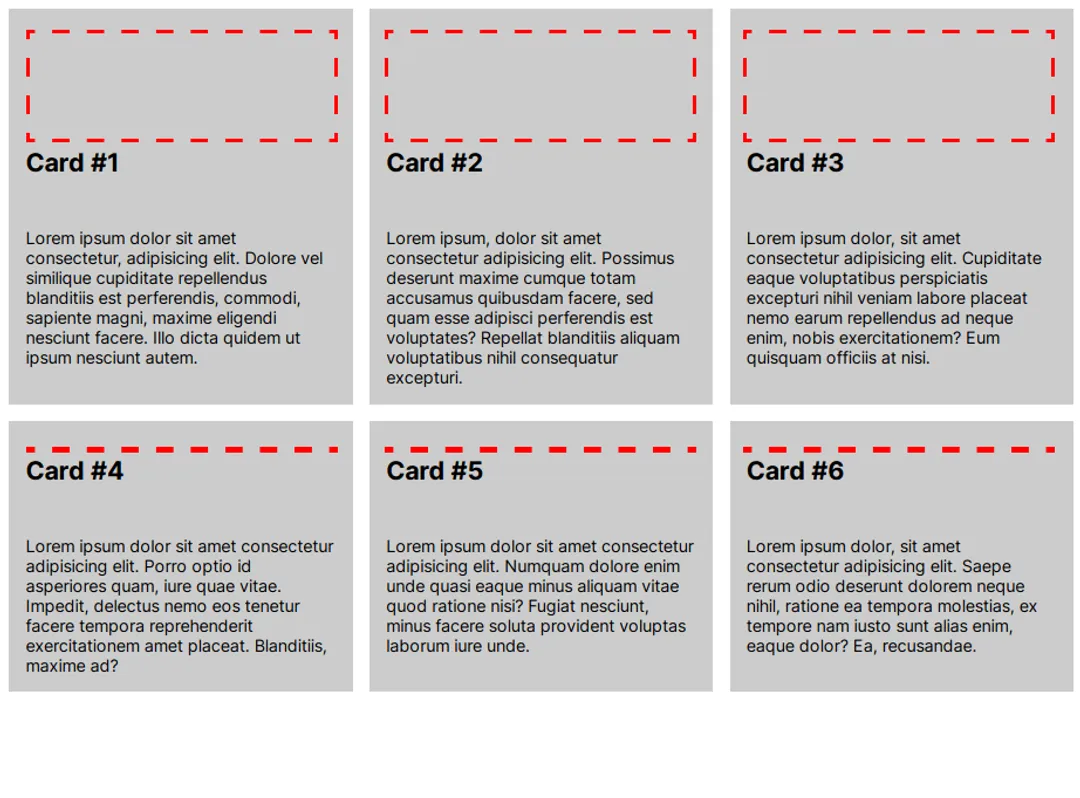 Card #1
Lorem ipsum dolor sit amet
consectetur, adipisicing elit. Dolore vel
similique cupiditate repellendus
blanditiis est perferendis, commodi,
sapiente magni, maxime eligendi
nesciunt facere. Illo dicta quidem ut
ipsum nesciunt autem.
Card #2
Lorem ipsum, dolor sit amet
consectetur adipisicing elit. Possimus
deserunt maxime cumque totam
accusamus quibusdam facere, sed
quam esse adipisci perferendis est
voluptates? Repellat blanditiis aliquam
voluptatibus nihil consequatur
excepturi.
Card #3
Lorem ipsum dolor, sit amet
consectetur adipisicing elit. Cupiditate
eaque voluptatibus perspiciatis
excepturi nihil veniam labore placeat
nemo earum repellendus ad neque
enim, nobis exercitationem? Eum
quisquam officiis at nisi.
Card #4
Lorem ipsum dolor sit amet consectetur
adipisicing elit. Porro optio id
asperiores quam, iure quae vitae.
Impedit, delectus nemo eos tenetur
facere tempora reprehenderit
exercitationem amet placeat. Blanditiis,
maxime ad?
Card #5
Lorem ipsum dolor sit amet consectetur
adipisicing elit. Numquam dolore enim
unde quasi eaque minus aliquam vitae
quod ratione nisi? Fugiat nesciunt,
minus facere soluta provident voluptas
laborum iure unde.
Card #6
Lorem ipsum dolor, sit amet
consectetur adipisicing elit. Saepe
rerum odio deserunt dolorem neque
nihil, ratione ea tempora molestias, ex
tempore nam iusto sunt alias enim,
eaque dolor? Ea, recusandae.